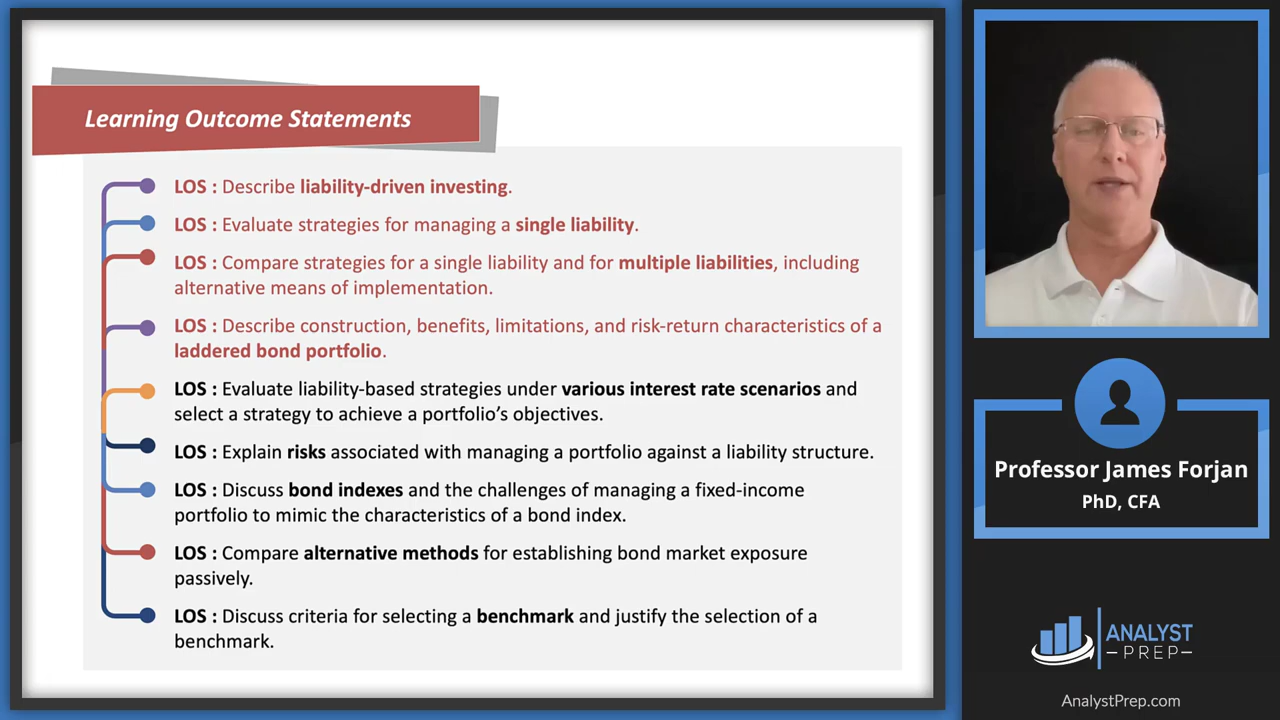 Learning Outcome Statements
LOS : Describe liability-driven investing.
LOS : Evaluate strategies for managing a single liability.
LOS : Compare strategies for a single liability and for multiple liabilities, including
alternative means of implementation.
LOS : Describe construction, benefits, limitations, and risk-return characteristics of a
laddered bond portfolio.
LOS : Evaluate liability-based strategies under various interest rate scenarios and
select a strategy to achieve a portfolio’s objectives.
LOS : Explain risks associated with managing a portfolio against a liability structure.
LOS : Discuss bond indexes and the challenges of managing a fixed-income
portfolio to mimic the characteristics of a bond index.
LOS : Compare alternative methods for establishing bond market exposure
passively.
LOS : Discuss criteria for selecting a benchmark and justify the selection of a
benchmark.
Professor James Forjan
PhD, CFA
ANALYST
PREP
AnalystPrep.com